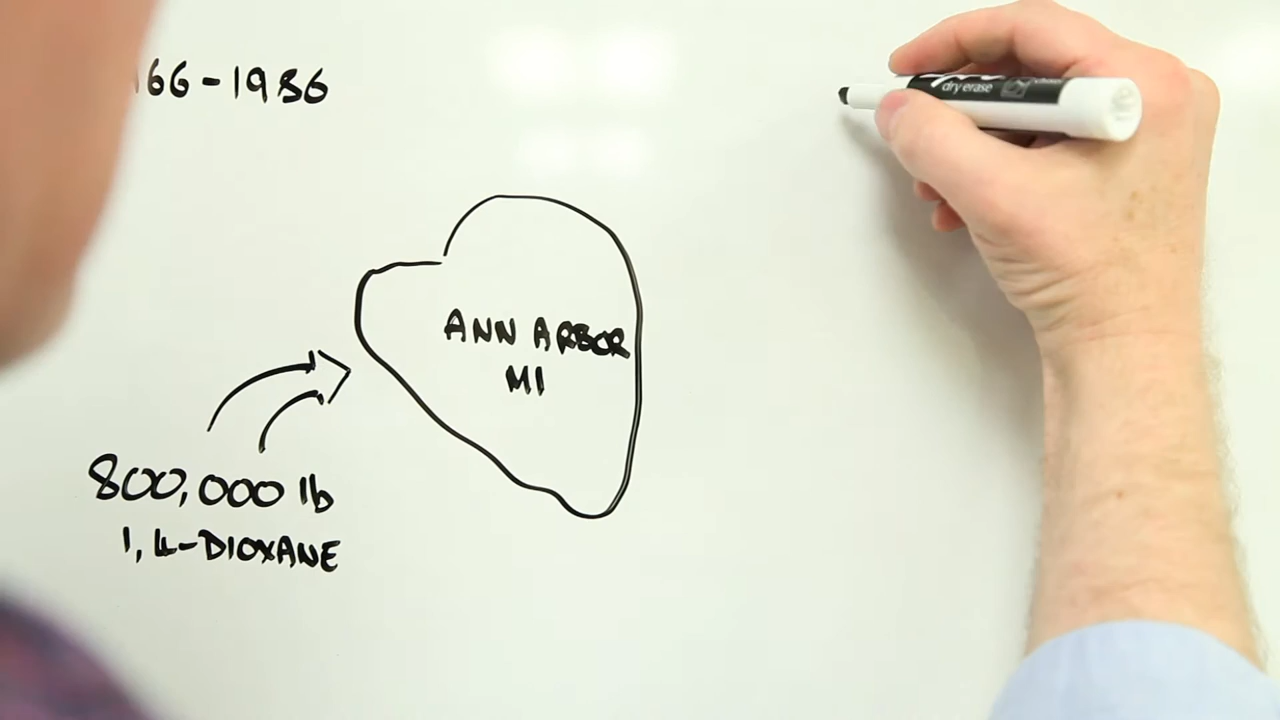 66-1986
ANN ARBOR
MI
800,000 lb
1,4-DIOXANE
dry erase